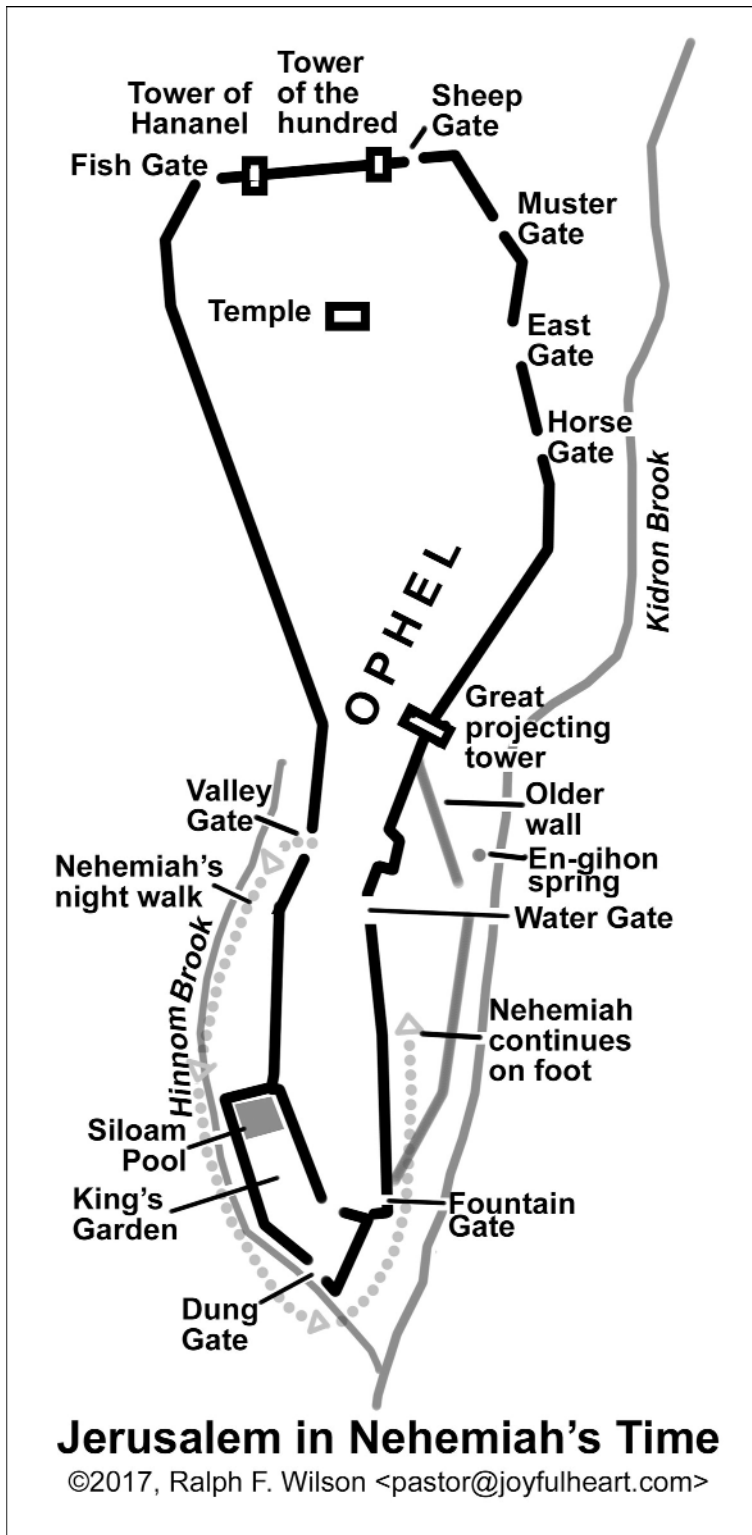 Tower of
Hananel
Tower
of the
hundred
Sheep
Gate
Fish Gate
Muster
Gate
Temple
East
Gate
Horse
Gate
Kidron Brook
OPHEL
Great
projecting
tower
Valley
Gate
Older
wall
Nehemiah's
night walk
En-gihon
spring
Water Gate
Hinnom Brook
Nehemiah
continues
on foot
Siloam
Pool
King's
Garden
Fountain
Gate
Dung
Gate
Jerusalem in Nehemiah's Time
©2017, Ralph F. Wilson <pastor@joyfulheart.com>